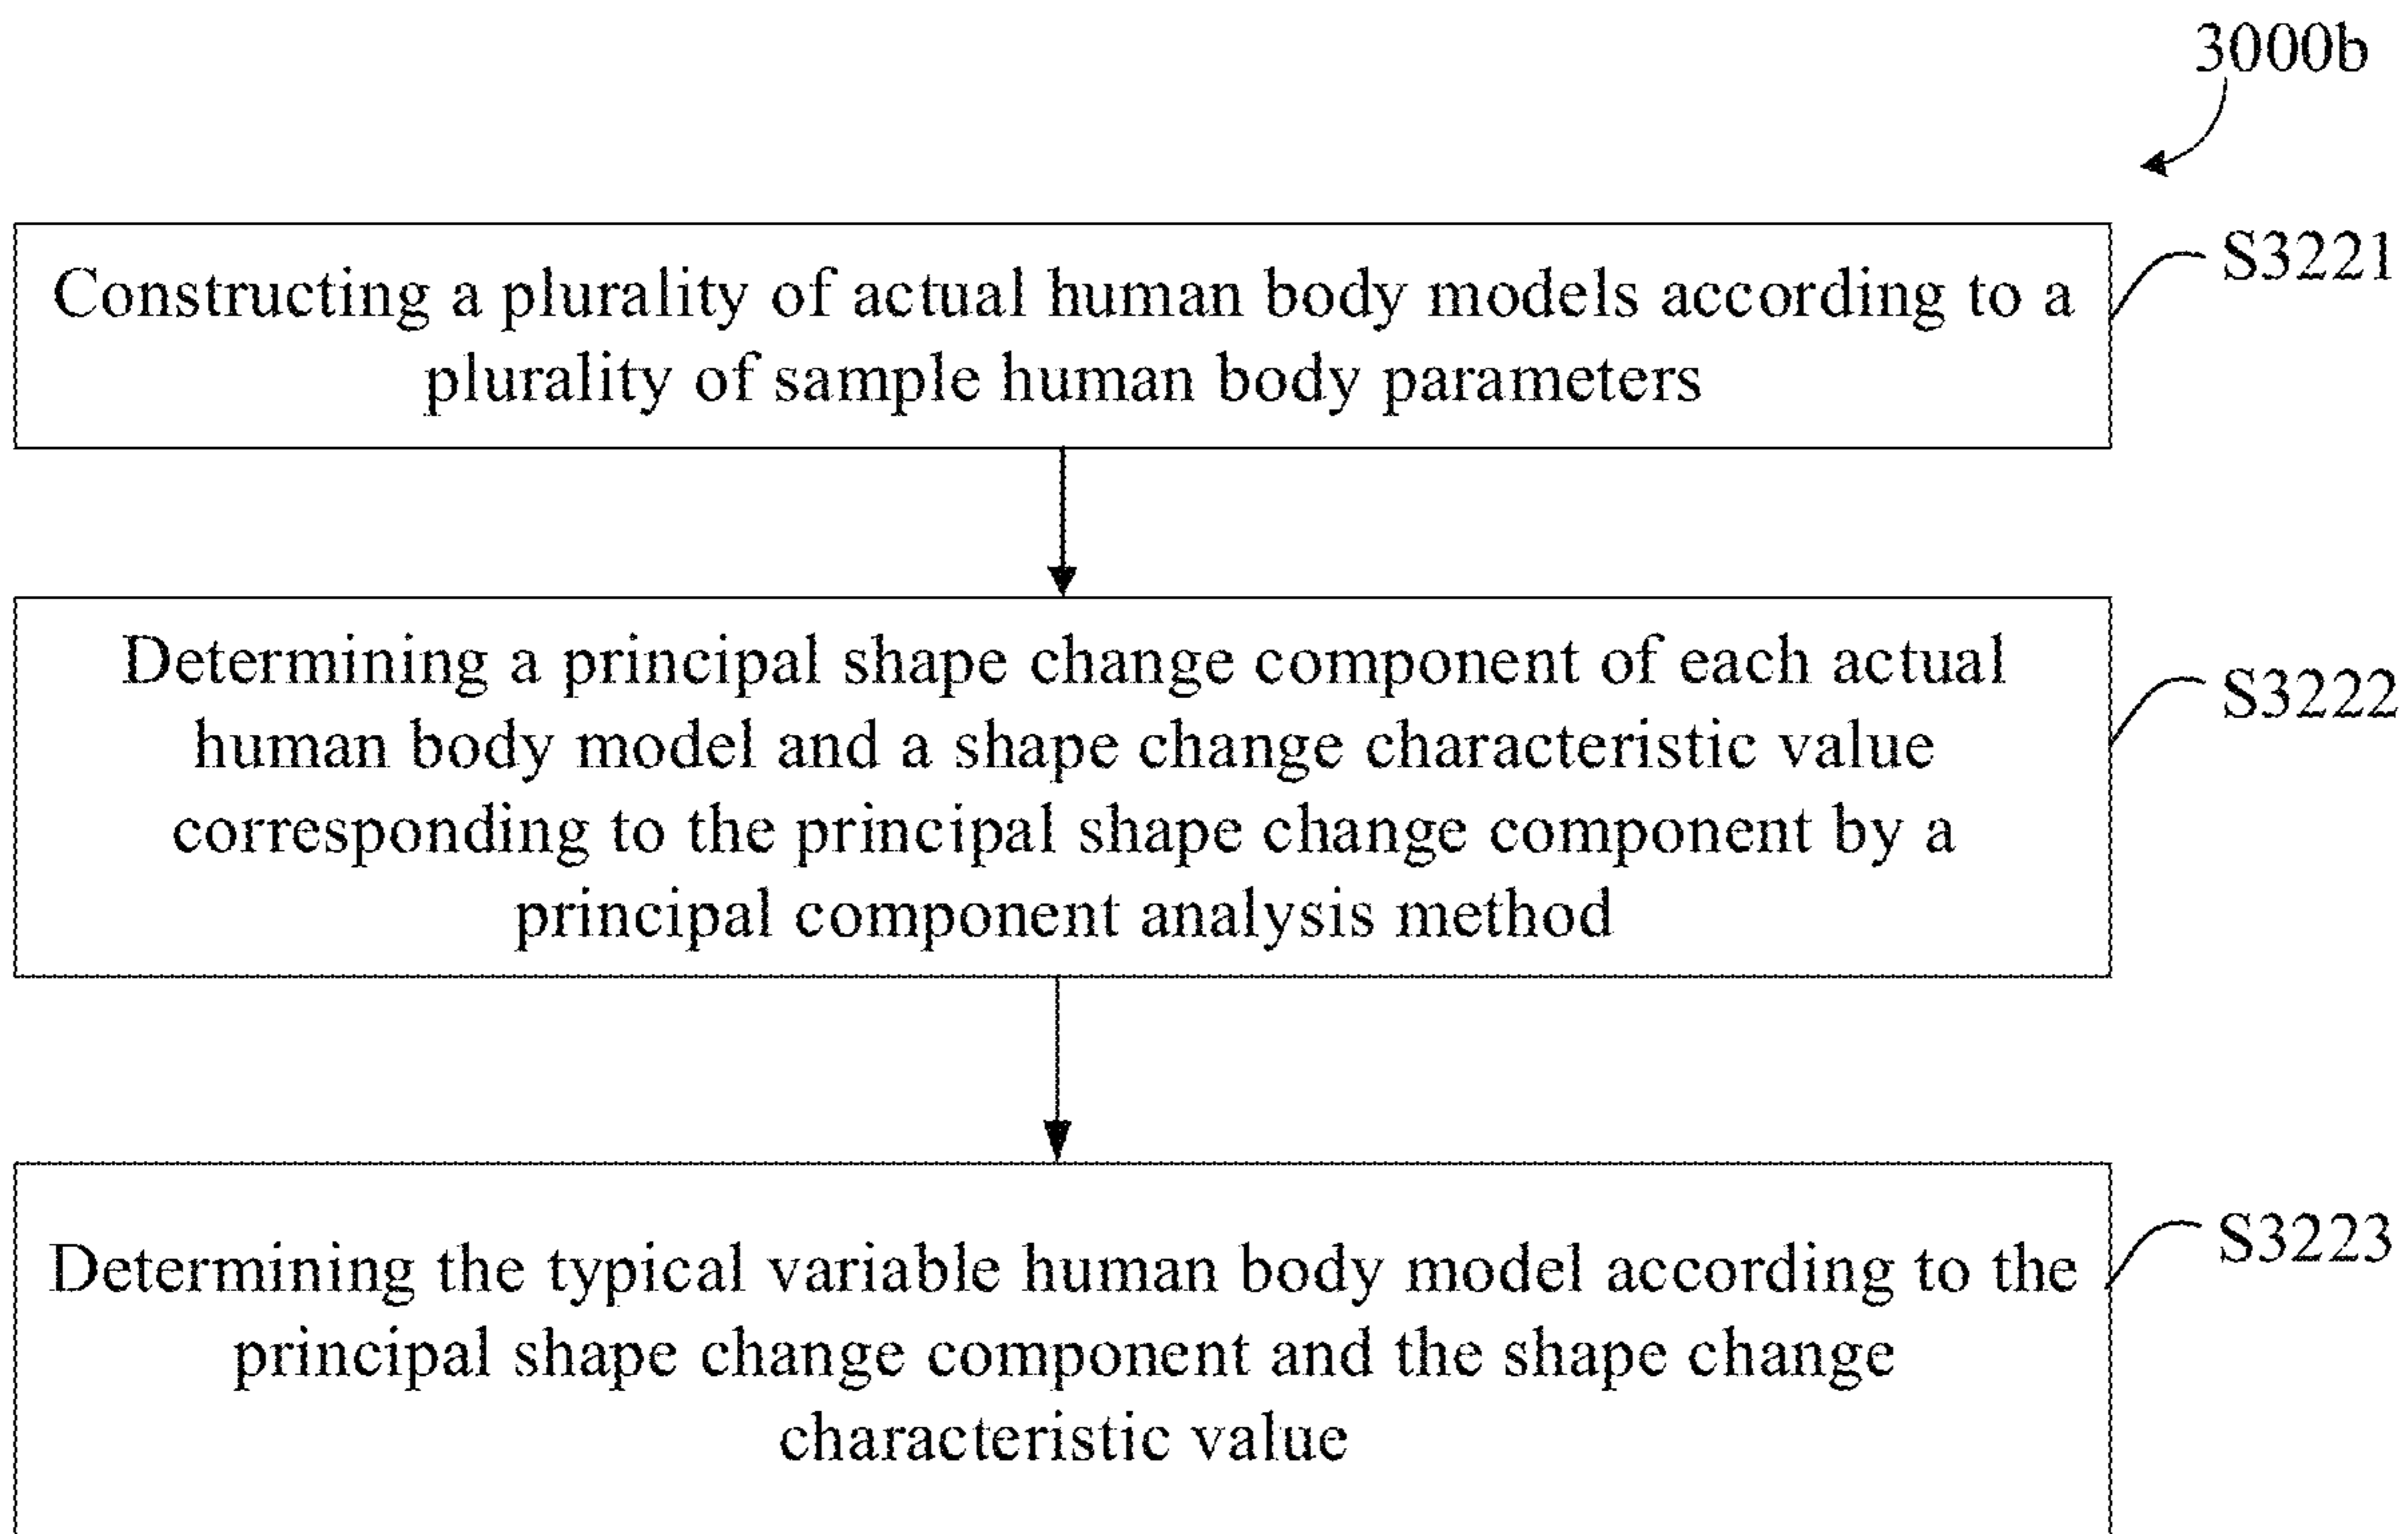 3000b
S3221
Constructing a plurality of actual human body models according to a
plurality of sample human body parameters
S3222
Determining a principal shape change component of each actual
human body model and a shape change characteristic value
corresponding to the principal shape change component by a
principal component analysis method
S3223
Determining the typical variable human body model according to the
principal shape change component and the shape change
characteristic value